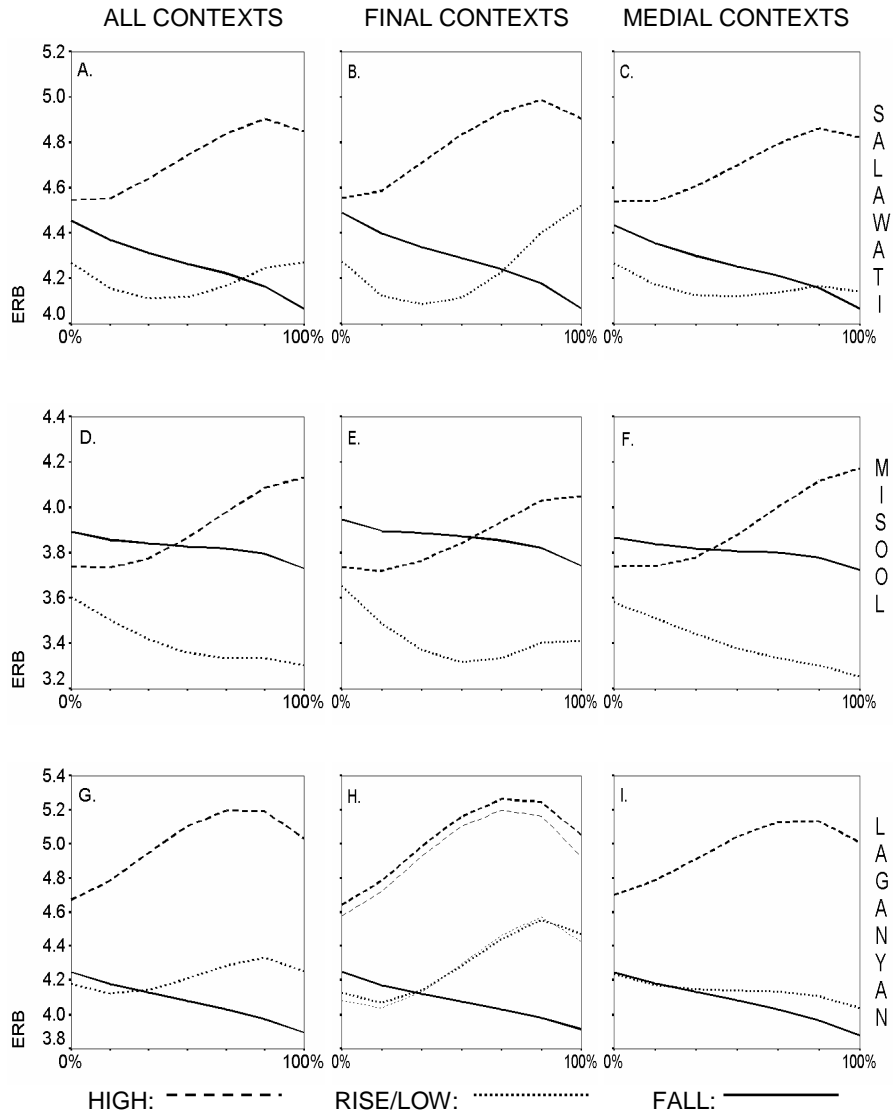 ALL CONTEXTS FINAL CONTEXTS MEDIAL CONTEXTS
5.2
5.0
4.8
4.6
4.4
4.2
4.0
ERB
A. B. C.
0% 100% 0% 100% 0% 100%
SALAWATI
4.4
4.2
4.0
3.8
3.6
3.4
3.2
ERB
D. E. F.
0% 100% 0% 100% 0% 100%
MISOOL
5.4
5.2
5.0
4.8
4.6
4.4
4.2
4.0
3.8
ERB
G. H. I.
0% 100% 0% 100% 0% 100%
LAGANYAN
HIGH: RISE/LOW: FALL: